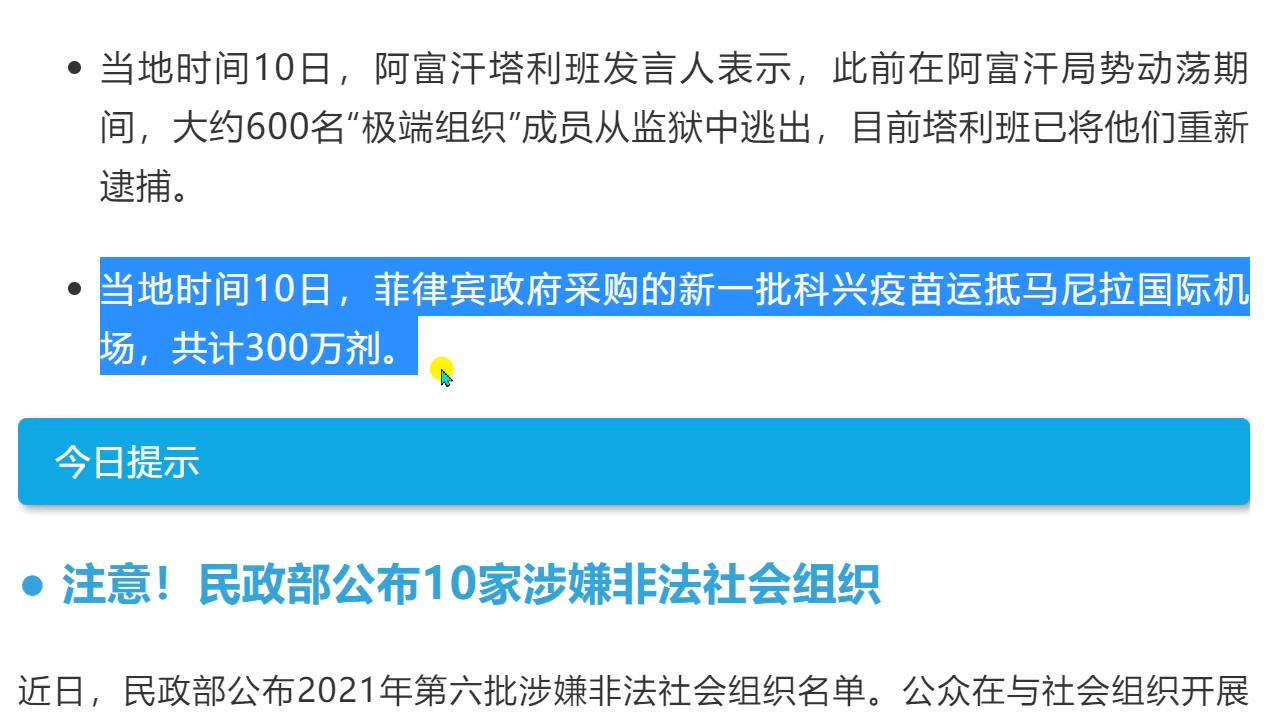 当地时间10日，阿富汗塔利班发言人表示，此前在阿富汗局势动荡期
间，大约600名“极端组织”成员从监狱中逃出，目前塔利班已将他们重新
逮捕。
当地时间10日，菲律宾政府采购的新一批科兴疫苗运抵马尼拉国际机
场，共计300万剂。
今日提示
● 注意！民政部公布10家涉嫌非法社会组织
近日，民政部公布2021年第六批涉嫌非法社会组织名单。公众在与社会组织开展